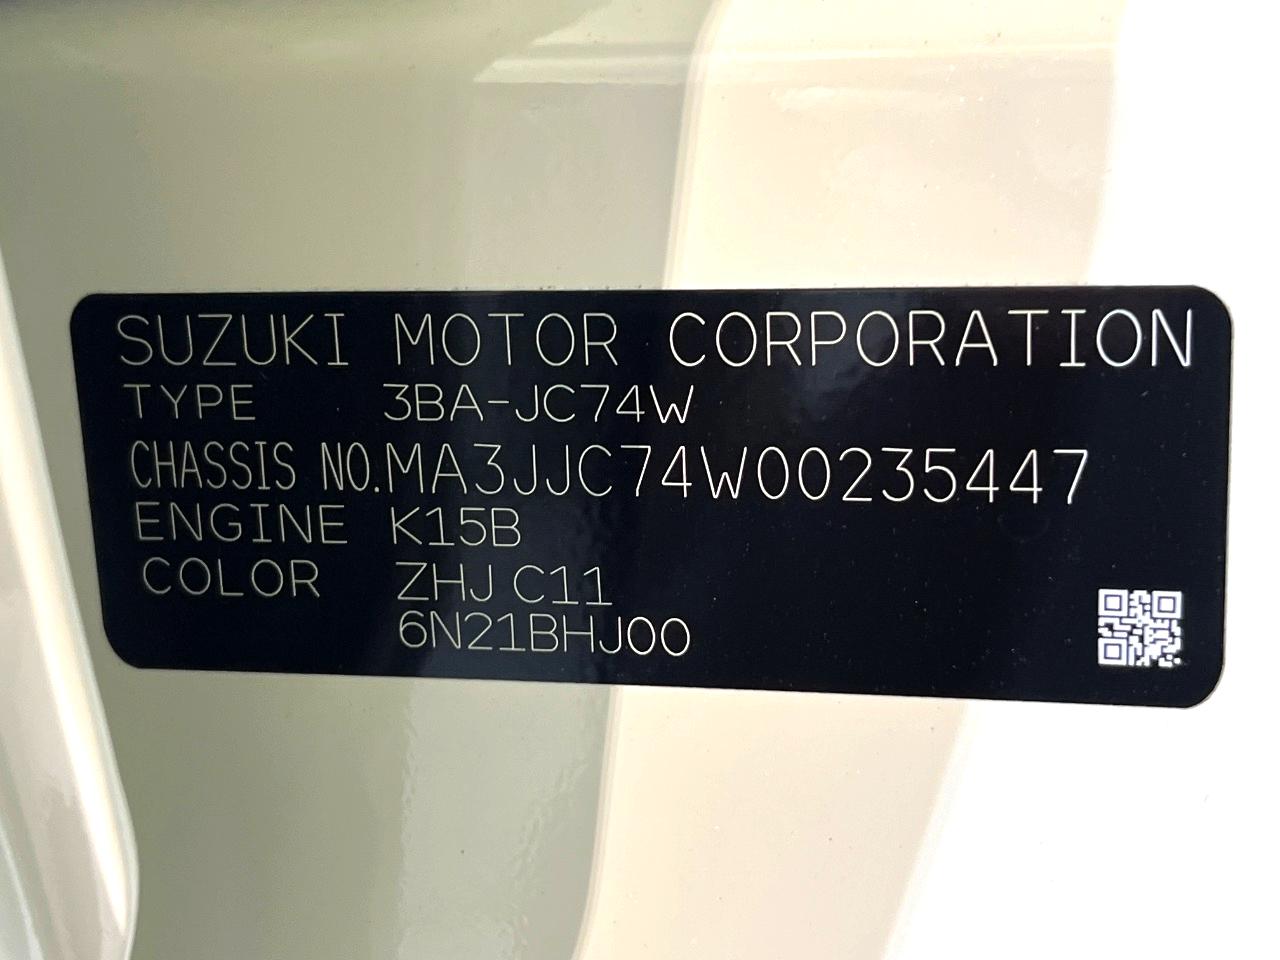 SUZUKI MOTOR CORPORATION
TYPE 3BA-JC74W
CHASSIS NO. MA3JJC74W00235447
ENGINE K15B
COLOR ZHJ C11
6N21BHJ00